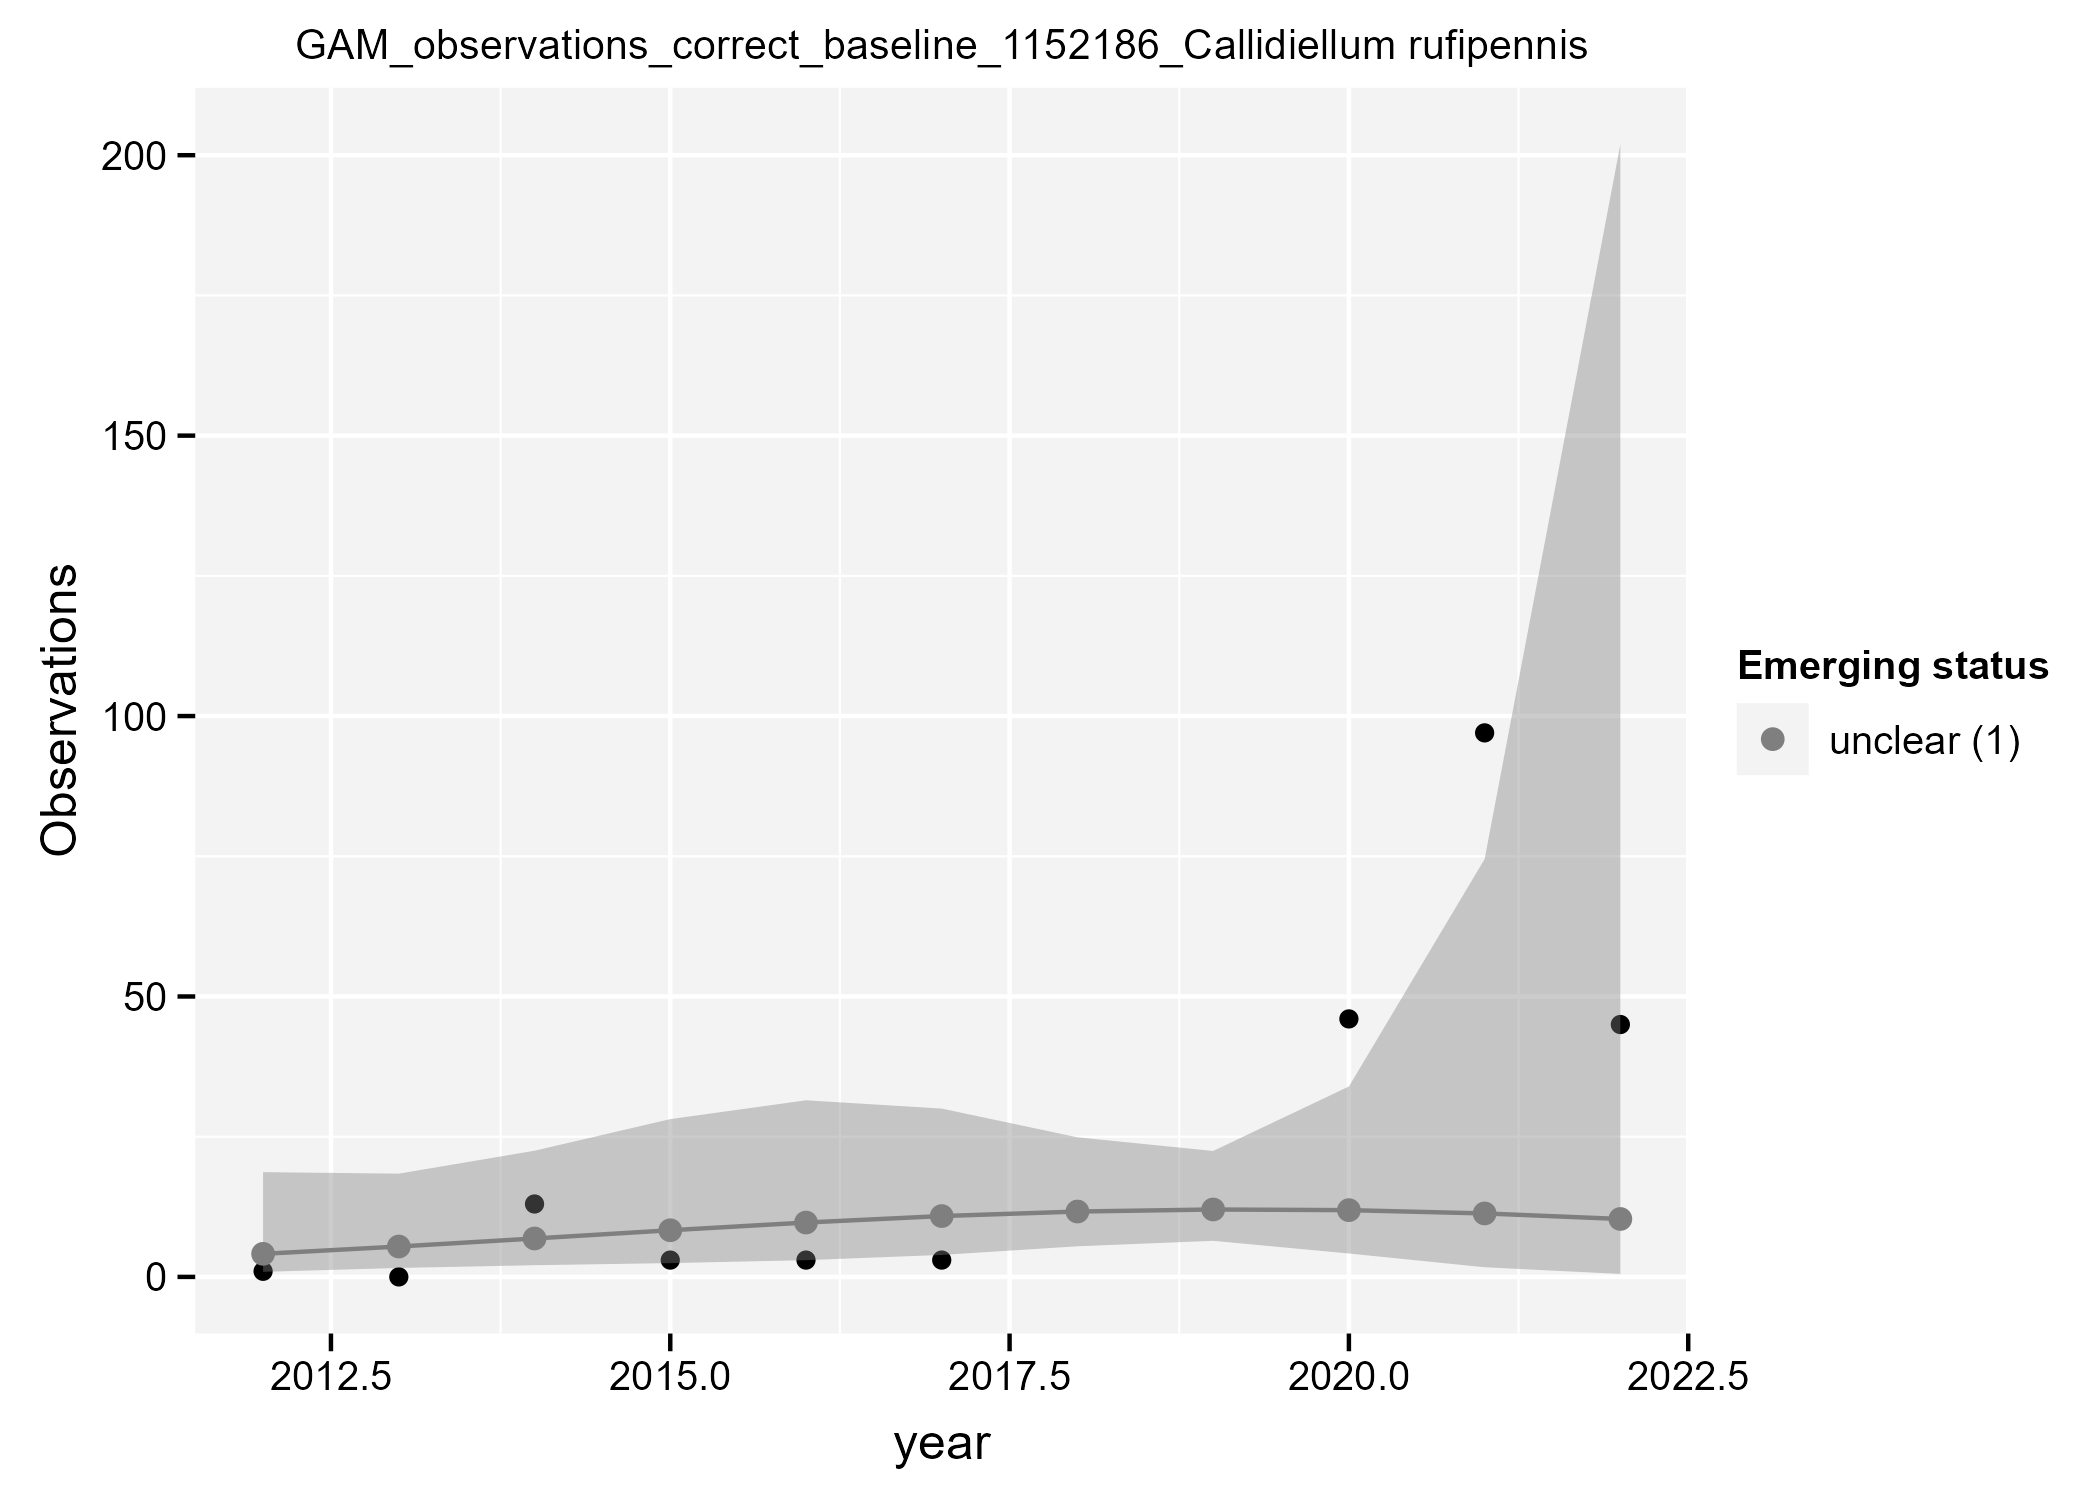 GAM_observations_correct_baseline_1152186_Callidiellum rufipennis
200
150
100
50
0
Observations
2012.5
2015.0
2017.5
2020.0
2022.5
year
Emerging status
unclear (1)